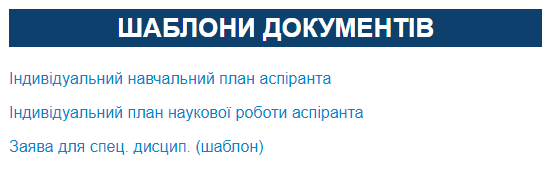 ШАБЛОНИ ДОКУМЕНТІВ
Індивідуальний навчальний план аспіранта
Індивідуальний план наукової роботи аспіранта
Заява для спец. дисцип. (шаблон)